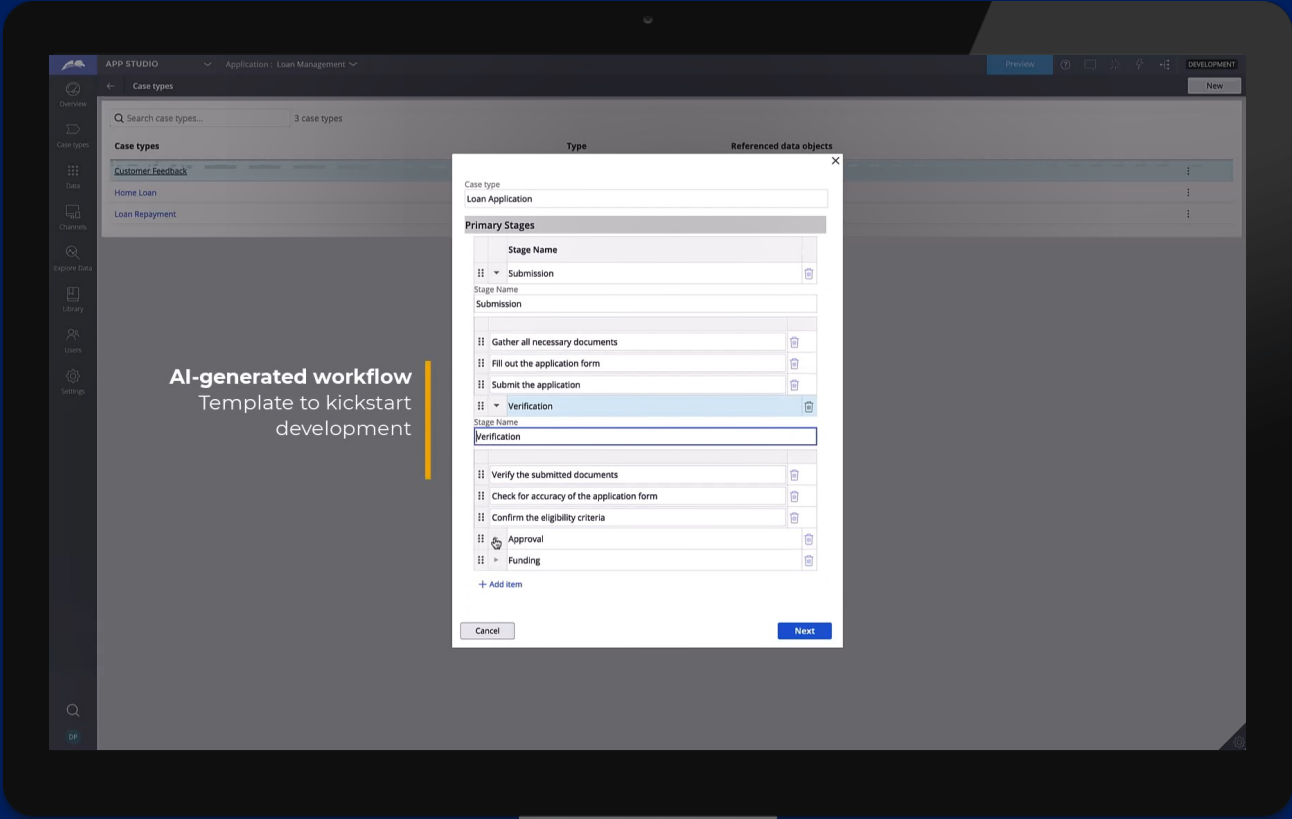 APP STUDIO
Application : Loan Management
Preview
DEVELOPMENT
Overview
Case types
New
Search case types...
3 case types
Case types
Case types
Type
Referenced data objects
Customer Feedback
Data
Home Loan
Loan Repayment
Channels
Explore Data
Library
Users
Settings
DP
AI-generated workflow
Template to kickstart
development
Case type
Loan Application
Primary Stages
Stage Name
Submission
Stage Name
Submission
Gather all necessary documents
Fill out the application form
Submit the application
Verification
Stage Name
Verification
Verify the submitted documents
Check for accuracy of the application form
Confirm the eligibility criteria
Approval
Funding
+ Add item
Cancel
Next